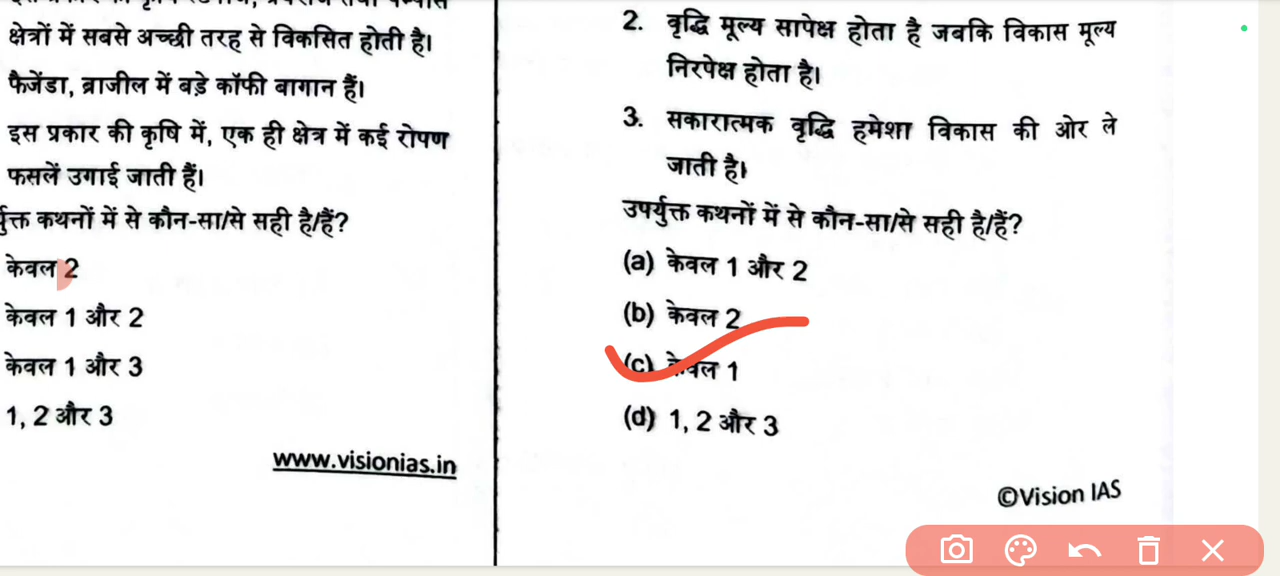 क्षेत्रों में सबसे अच्छी तरह से विकसित होती है।
फैजेंडा, ब्राजील में बड़े कॉफी बागान हैं।
इस प्रकार की कृषि में, एक ही क्षेत्र में कई रोपण
फसलें उगाई जाती हैं।
र्युक्त कथनों में से कौन-सा/से सही है/हैं?
केवल 2
केवल 1 और 2
केवल 1 और 3
1, 2 और 3
www.visionias.in
2. वृद्धि मूल्य सापेक्ष होता है जबकि विकास मूल्य
निरपेक्ष होता है।
3. सकारात्मक वृद्धि हमेशा विकास की ओर ले
जाती है।
उपर्युक्त कथनों में से कौन-सा/से सही है/हैं?
(a) केवल 1 और 2
(b) केवल 2
(c) केवल 1
(d) 1, 2 और 3
©Vision IAS